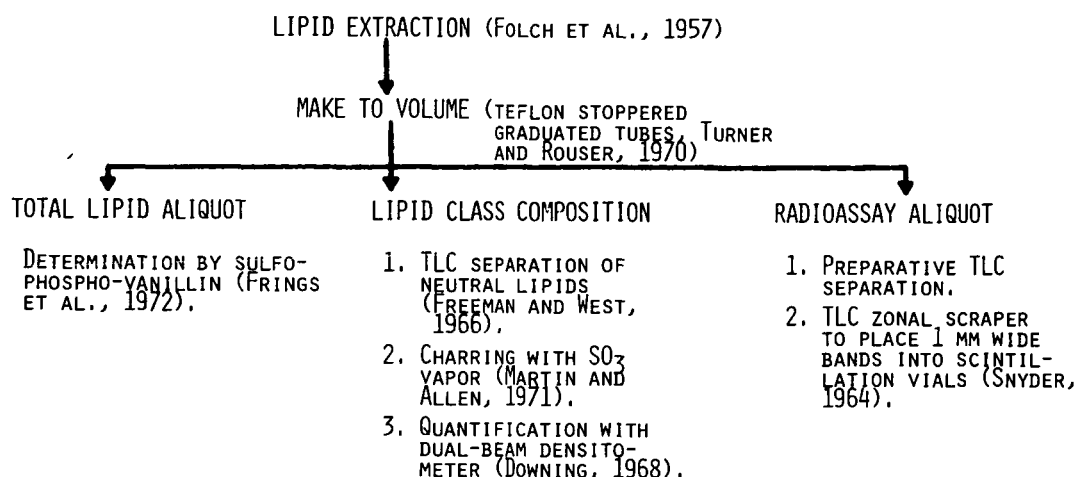 LIPID EXTRACTION (FOLCH ET AL., 1957)
MAKE TO VOLUME (TEFLON STOPPERED
GRADUATED TUBES, TURNER
AND ROUSER, 1970)
TOTAL LIPID ALIQUOT
DETERMINATION BY SULFO-
PHOSPHO-VANILLIN (FRINGS
ET AL., 1972).
LIPID CLASS COMPOSITION
1. TLC SEPARATION OF
NEUTRAL LIPIDS
(FREEMAN AND WEST,
1966).
2. CHARRING WITH SO3
VAPOR (MARTIN AND
ALLEN, 1971).
3. QUANTIFICATION WITH
DUAL-BEAM DENSITO-
METER (DOWNING, 1968).
RADIOASSAY ALIQUOT
1. PREPARATIVE TLC
SEPARATION.
2. TLC ZONAL SCRAPER
TO PLACE 1 MM WIDE
BANDS INTO SCINTIL-
LATION VIALS (SNYDER,
1964).